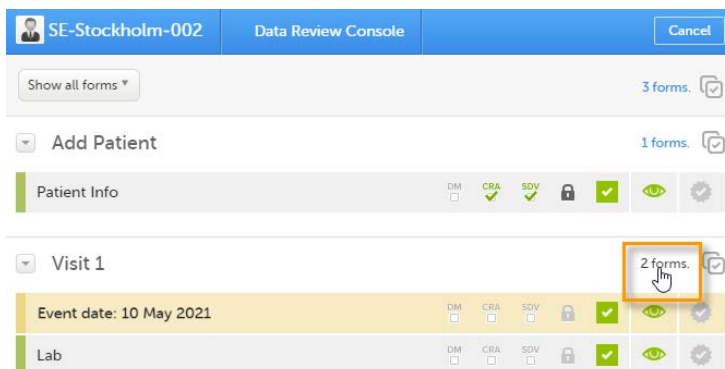 SE-Stockholm-002 Data Review Console Cancel
Show all forms 3 forms.
Add Patient 1 forms.
Patient Info DM CRA SDV
Visit 1 2 forms.
Event date: 10 May 2021 DM CRA SDV
Lab DM CRA SDV